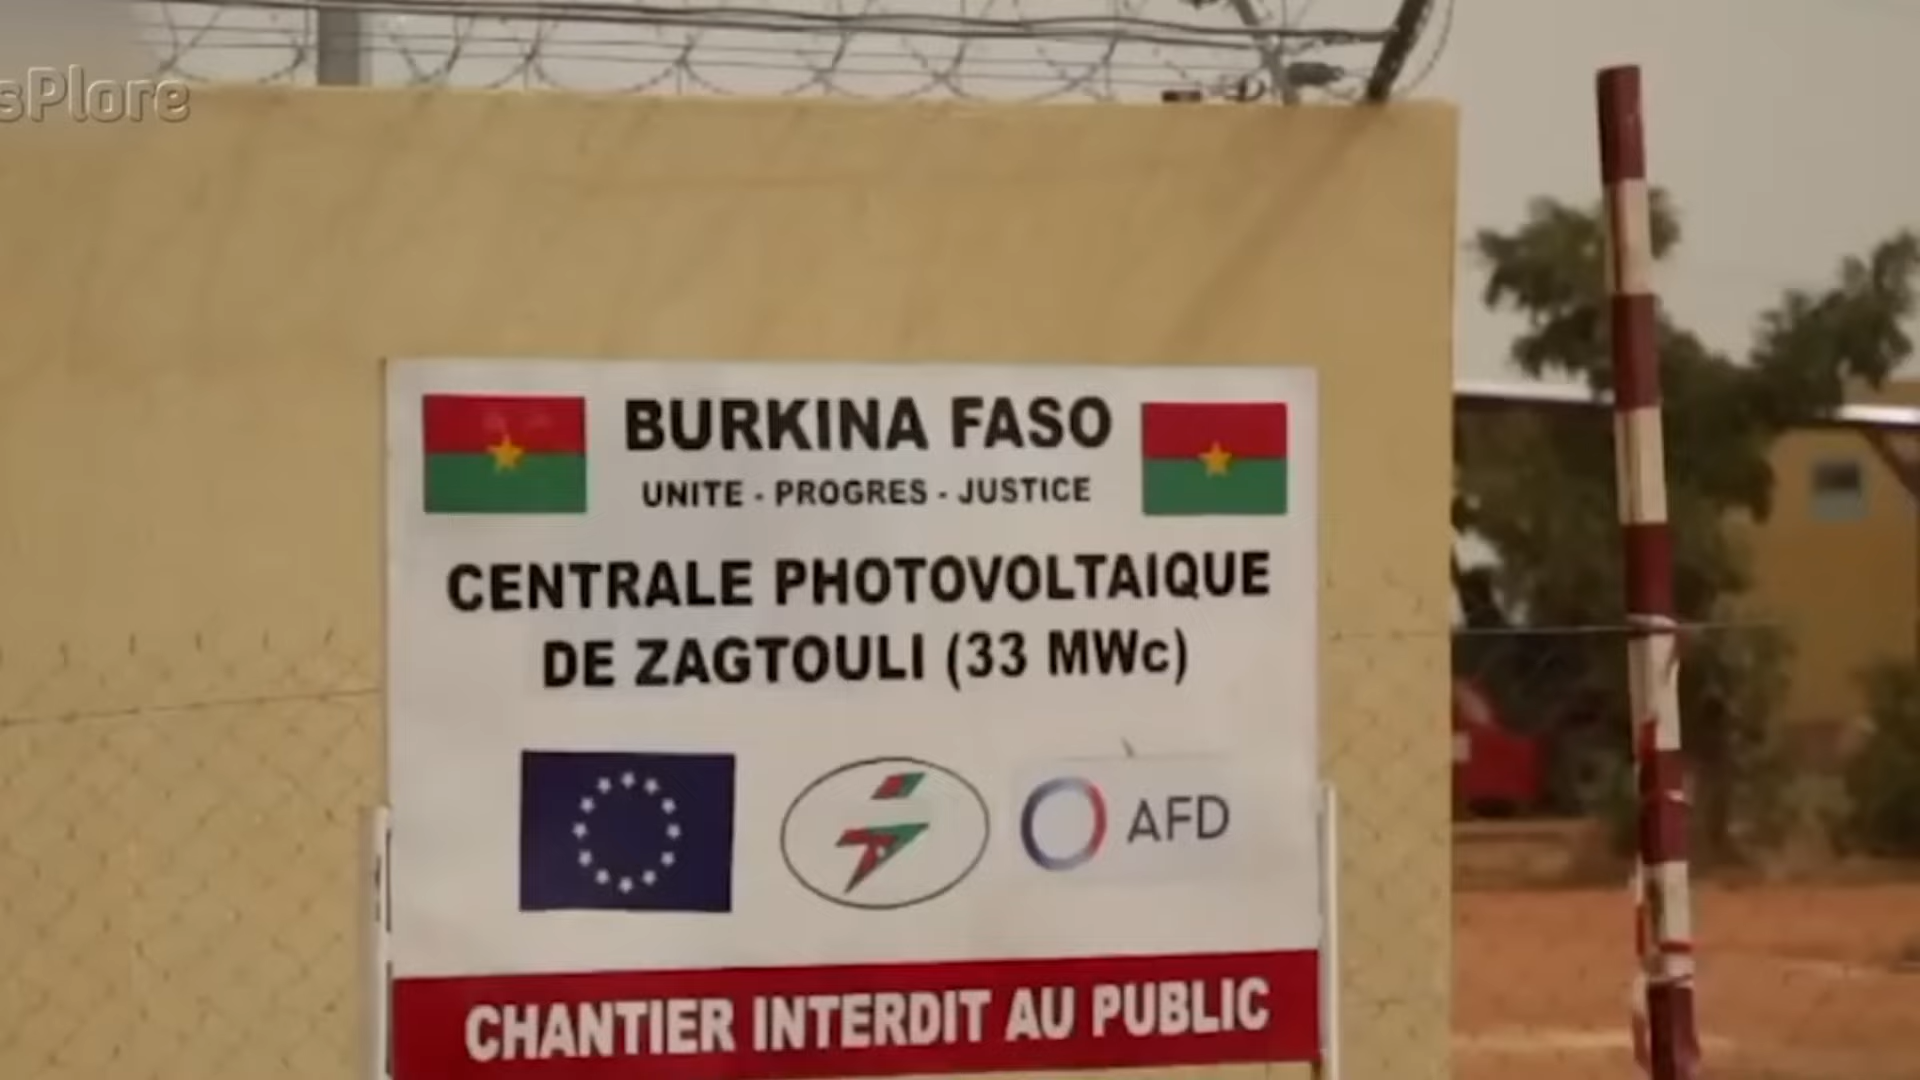 sPlore
BURKINA FASO
UNITE - PROGRES - JUSTICE
CENTRALE PHOTOVOLTAIQUE
DE ZAGTOULI (33 MWc)
AFD
CHANTIER INTERDIT AU PUBLIC